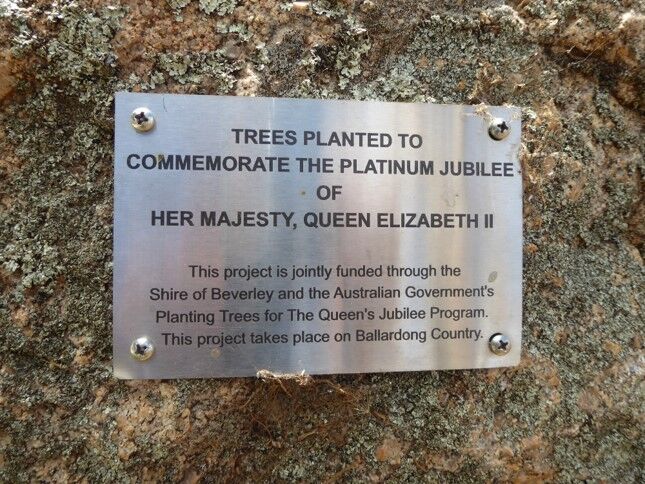 TREES PLANTED TO
COMMEMORATE THE PLATINUM JUBILEE
OF
HER MAJESTY, QUEEN ELIZABETH II
This project is jointly funded through the
Shire of Beverley and the Australian Government's
Planting Trees for The Queen's Jubilee Program.
This project takes place on Ballardong Country.